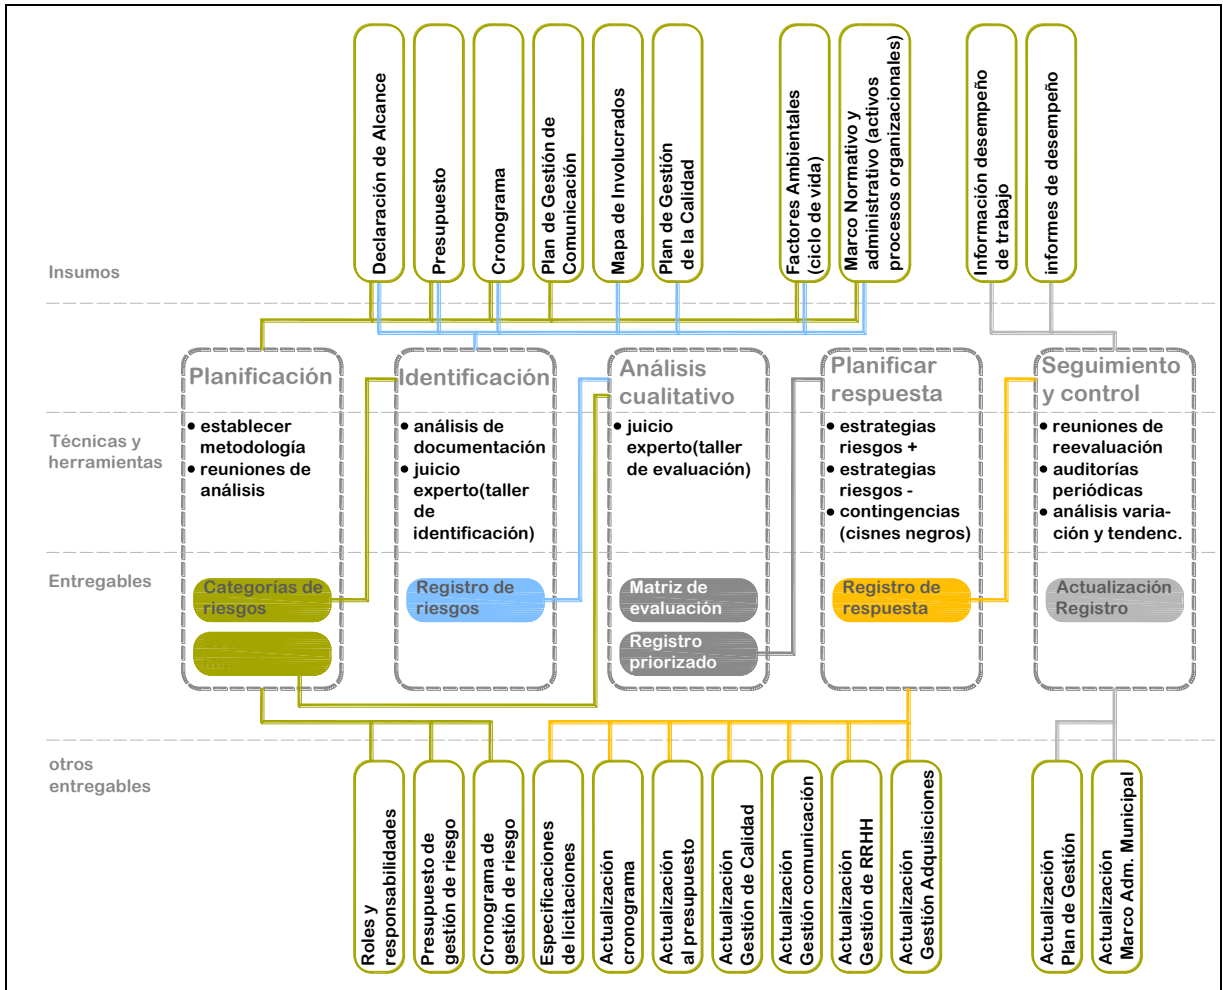 Declaración de Alcance
Presupuesto
Cronograma
Plan de Gestión de
Comunicación
Mapa de Involucrados
Plan de Gestión
de la Calidad
Factores Ambientales
(ciclo de vida)
Marco Normativo y
administrativo (activos
procesos organizacionales)
Información desempeño
de trabajo
informes de desempeño
Insumos
Planificación
Identificación
Análisis
cualitativo
Planificar
respuesta
Seguimiento
y control
Técnicas y
herramientas
• establecer
metodología
• reuniones de
análisis
• análisis de
documentación
• juicio
experto(taller
de
identificación)
• juicio
experto(taller
de evaluación)
• estrategias
riesgos +
• estrategias
riesgos -
• contingencias
(cisnes negros)
• reuniones de
reevaluación
• auditorías
periódicas
• análisis varia-
ción y tendenc.
Entregables
Categorías de
riesgos
Registro de
riesgos
Matriz de
evaluación
Registro
priorizado
Registro de
respuesta
Actualización
Registro
otros
entregables
Roles y
responsabilidades
Presupuesto de
gestión de riesgo
Cronograma de
gestión de riesgo
Especificaciones
de licitaciones
Actualización
cronograma
Actualización
al presupuesto
Actualización
Gestión de Calidad
Actualización
Gestión comunicación
Actualización
Gestión de RRHH
Actualización
Gestión Adquisiciones
Actualización
Plan de Gestión
Actualización
Marco Adm. Municipal